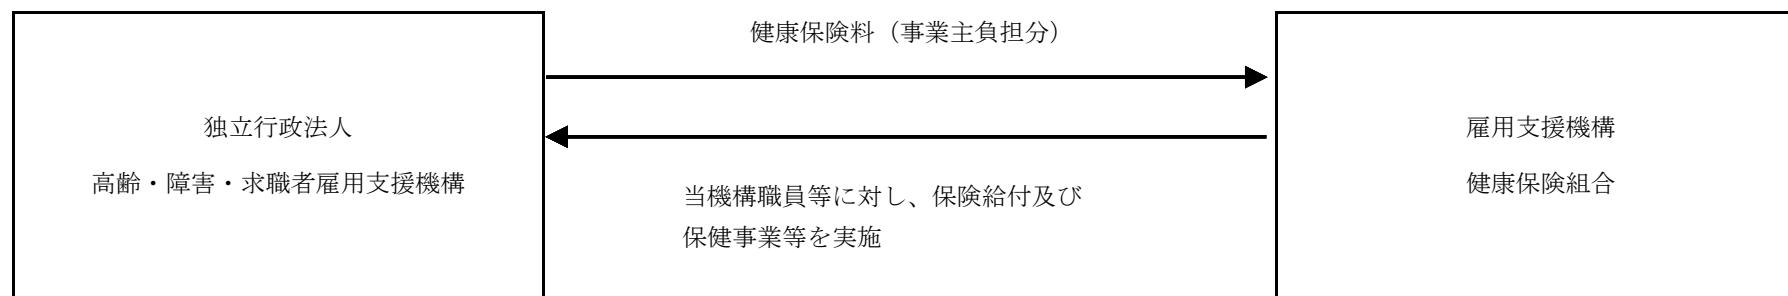 健康保険料（事業主負担分）
独立行政法人
高齢・障害・求職者雇用支援機構
当機構職員等に対し、保険給付及び
保健事業等を実施
雇用支援機構
健康保険組合